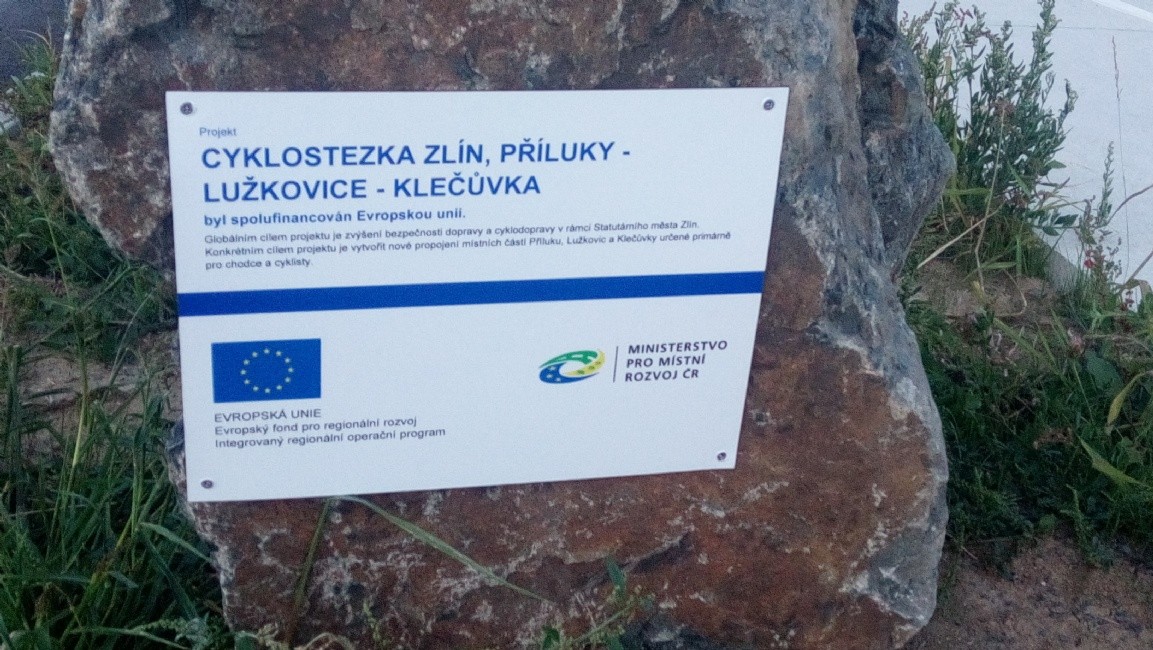 Projekt
CYKLOSTEZKA ZLÍN, PŘÍLUKY -
LUŽKOVICE - KLEČŮVKA
byl spolufinancován Evropskou unií.
Globálním cílem projektu je zvýšení bezpečnosti dopravy a cyklodopravy v rámci Statutárního města Zlín.
Konkrétním cílem projektu je vytvořit nové propojení místních částí Příluku, Lužkovic a Klečůvky určené primárně
pro chodce a cyklisty.
EVROPSKÁ UNIE
Evropský fond pro regionální rozvoj
Integrovaný regionální operační program
MINISTERSTVO
PRO MÍSTNÍ
ROZVOJ ČR